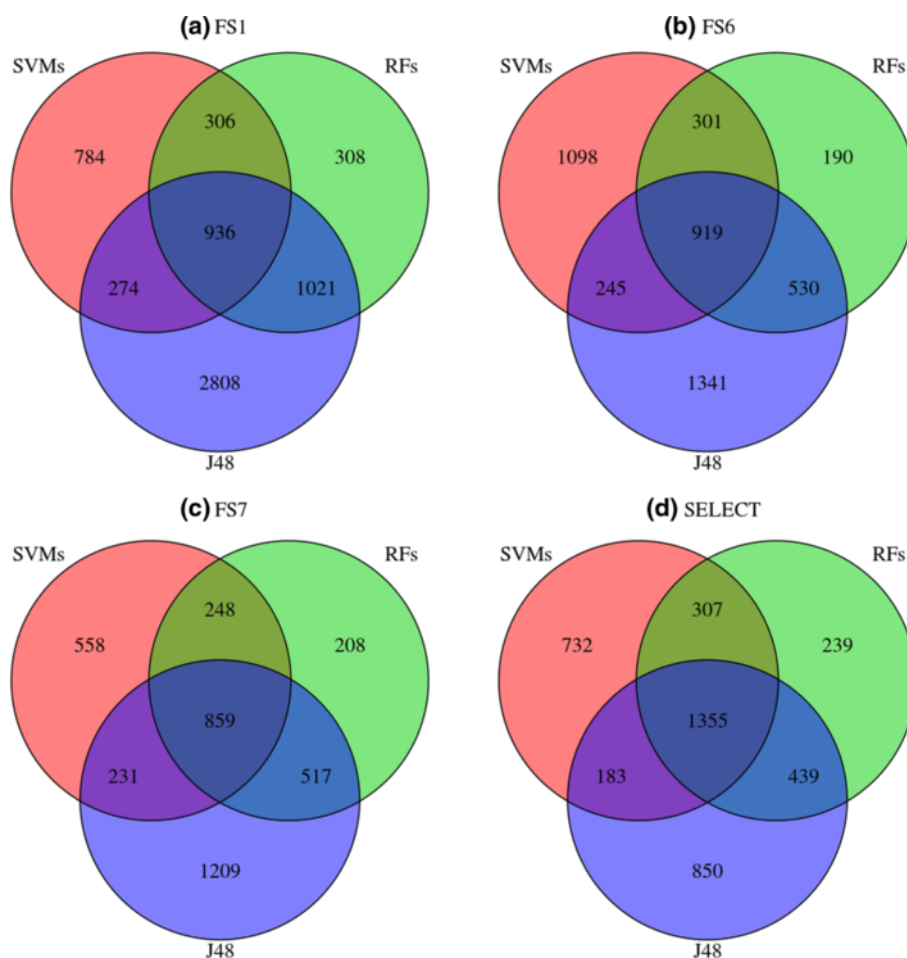 (a) FS1
SVMs
RFs
306
784
308
936
274
1021
2808
J48
(b) FS6
SVMs
RFs
301
1098
190
919
245
530
1341
J48
(c) FS7
SVMs
RFs
248
558
208
859
231
517
1209
J48
(d) SELECT
SVMs
RFs
307
732
239
1355
183
439
850
J48